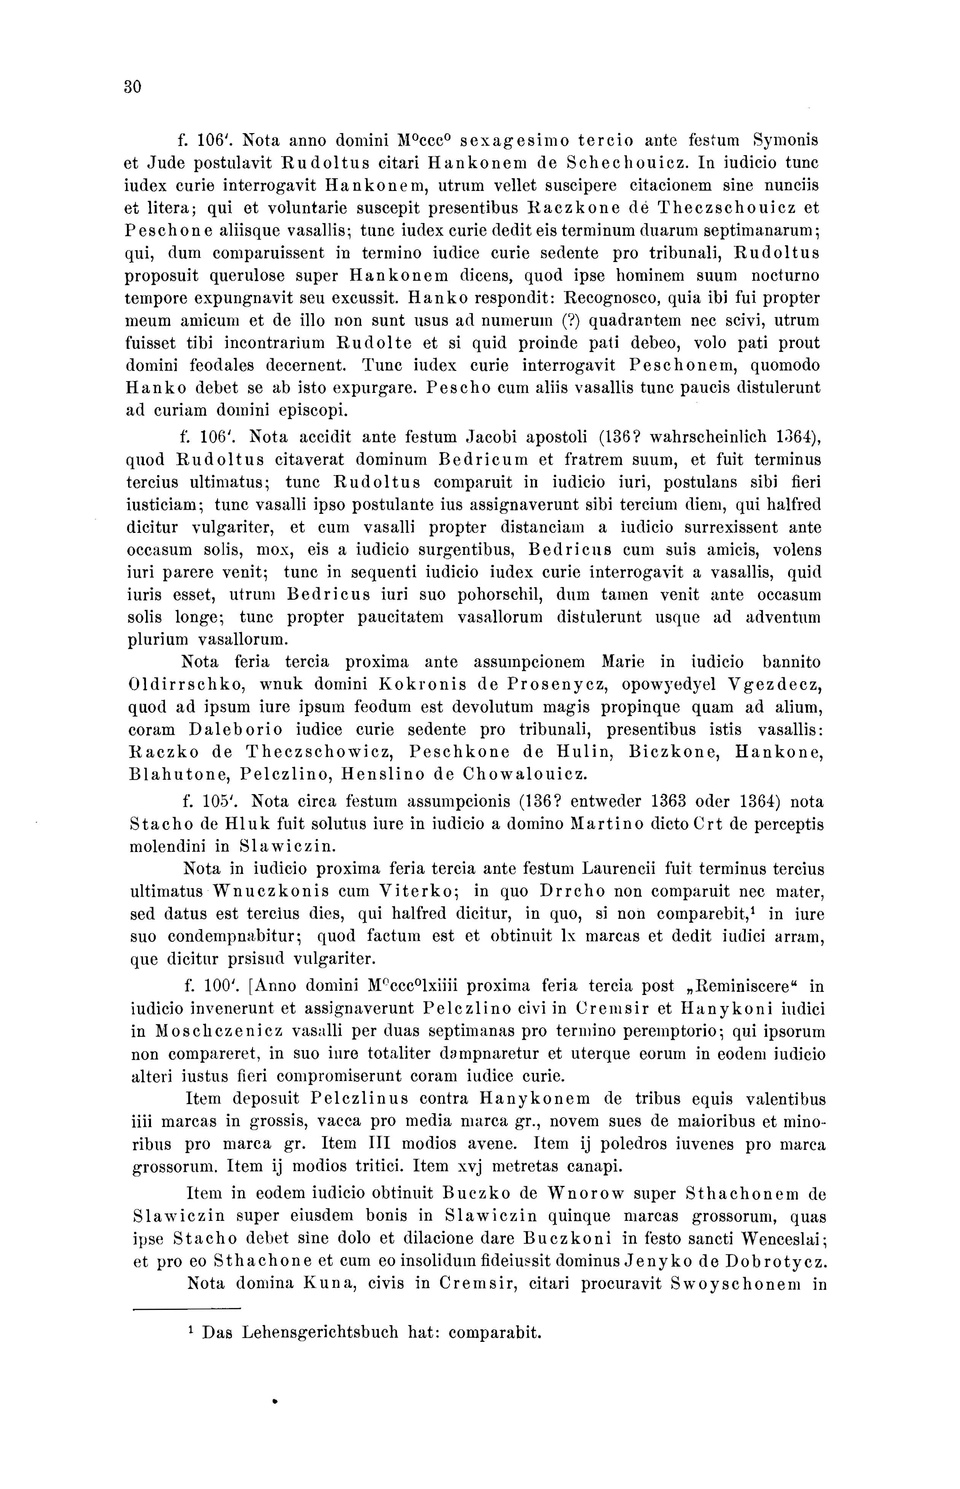 30
f. 106'. Nota anno domini M⁰ccc⁰ sexagesimo tercio ante festum Symonis
et Jude postulavit Rudoltus citari Hankonem de Schechouicz. In iudicio tunc
iudex curie interrogavit Hankonem, utrum vellet suscipere citacionem sine nunciis
et litera; qui et voluntarie suscepit presentibus Raczkone de Theczschouicz et
Peschone aliisque vasallis; tunc iudex curie dedit eis terminum duarum septimanarum;
qui, dum comparuissent in termino iudice curie sedente pro tribunali, Rudoltus
proposuit querulose super Hankonem dicens, quod ipse hominem suum nocturno
tempore expungnavit seu excussit. Hanko respondit: Recognosco, quia ibi fui propter
meum amicum et de illo non sunt usus ad numerum (?) quadrantem nec scivi, utrum
fuisset tibi incontrarium Rudolte et si quid proinde pati debeo, volo pati prout
domini feodales decernent. Tunc iudex curie interrogavit Peschonem, quomodo
Hanko debet se ab isto expurgare. Pescho cum aliis vasallis tunc paucis distulerunt
ad curiam domini episcopi.
f. 106'. Nota accidit ante festum Jacobi apostoli (136? wahrscheinlich 1364),
quod Rudoltus citaverat dominum Bedricum et fratrem suum, et fuit terminus
tercius ultimatus; tunc Rudoltus comparuit in iudicio iuri, postulans sibi fieri
iusticiam; tunc vasalli ipso postulante ius assignaverunt sibi tercium diem, qui halfred
dicitur vulgariter, et cum vasalli propter distanciam a iudicio surrexissent ante
occasum solis, mox, eis a iudicio surgentibus, Bedricus cum suis amicis, volens
iuri parere venit; tunc in sequenti iudicio iudex curie interrogavit a vasallis, quid
iuris esset, utrum Bedricus iuri suo pohorschil, dum tamen venit ante occasum
solis longe; tunc propter paucitatem vasallorum distulerunt usque ad adventum
plurium vasallorum.
Nota feria tercia proxima ante assumpcionem Marie in iudicio bannito
Oldirrschko, wnuk domini Kokronis de Prosenycz, opowyedyel Vgezdecz,
quod ad ipsum iure ipsum feodum est devolutum magis propinque quam ad alium,
coram Daleborio iudice curie sedente pro tribunali, presentibus istis vasallis:
Raczko de Theczschowicz, Peschkone de Hulin, Biczkone, Hankone,
Blahutone, Pelczlino, Henslino de Chowalouicz.
f. 105'. Nota circa festum assumpcionis (136? entweder 1363 oder 1364) nota
Stacho de Hluk fuit solutus iure in iudicio a domino Martino dicto Crt de perceptis
molendini in Slawiczin.
Nota in iudicio proxima feria tercia ante festum Laurencii fuit terminus tercius
ultimatus Wnuczkonis cum Viterko; in quo Drrcho non comparuit nec mater,
sed datus est tercius dies, qui halfred dicitur, in quo, si non comparebit,¹ in iure
suo condempnabitur; quod factum est et obtinuit lx marcas et dedit iudici arram,
que dicitur prsisud vulgariter.
f. 100'. [Anno domini M⁰ccc⁰lxiiii proxima feria tercia post „Reminiscere“ in
iudicio invenerunt et assignaverunt Pelczlino civi in Cremsir et Hanykoni iudici
in Moschczenicz vasalli per duas septimanas pro termino peremptorio; qui ipsorum
non compareret, in suo iure totaliter dampnaretur et uterque eorum in eodem iudicio
alteri iustus fieri compromiserunt coram iudice curie.
Item deposuit Pelczlinus contra Hanykonem de tribus equis valentibus
iiii marcas in grossis, vacca pro media marca gr., novem sues de maioribus et mino-
ribus pro marca gr. Item III modios avene. Item ij poledros iuvenes pro marca
grossorum. Item ij modios tritici. Item xvj metretas canapi.
Item in eodem iudicio obtinuit Buczko de Wnorow super Sthachonem de
Slawiczin super eiusdem bonis in Slawiczin quinque marcas grossorum, quas
ipse Stacho debet sine dolo et dilacione dare Buczkoni in festo sancti Wenceslai;
et pro eo Sthachone et cum eo insolidum fideiussit dominus Jenyko de Dobrotycz.
Nota domina Kuna, civis in Cremsir, citari procuravit Swoyschonem in
¹ Das Lehensgerichtsbuch hat: comparabit.